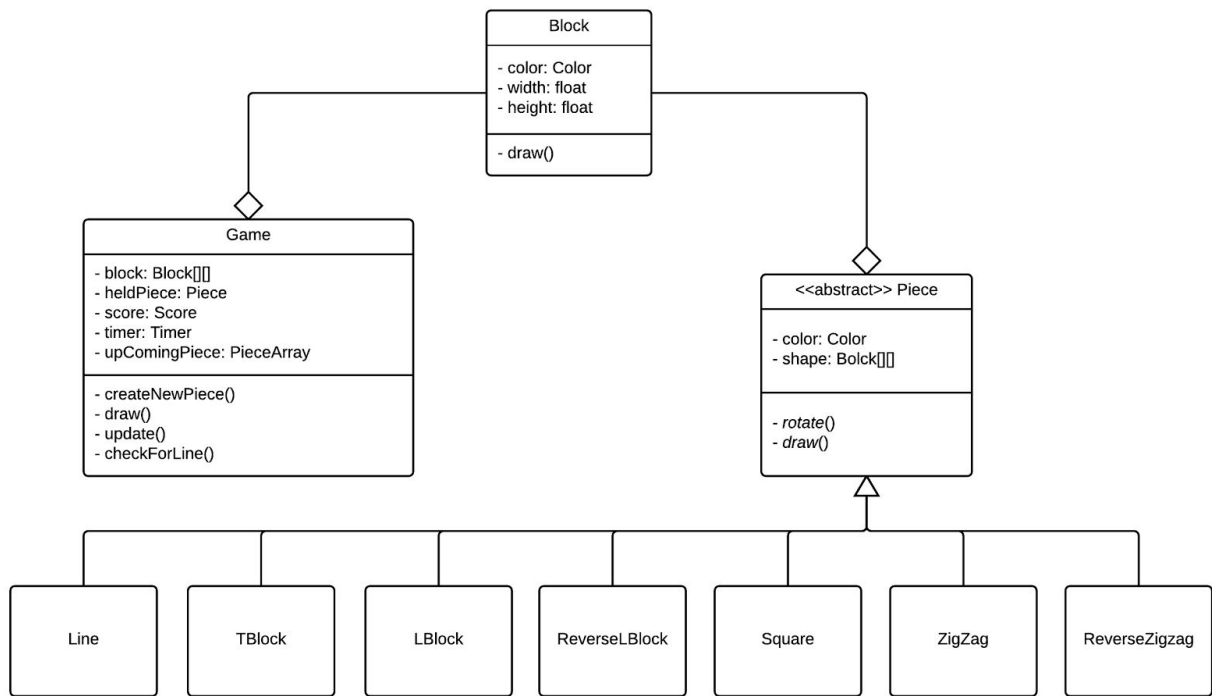 Block
- color: Color
- width: float
- height: float
- draw()
Game
- block: Block[][]
- heldPiece: Piece
- score: Score
- timer: Timer
- upComingPiece: PieceArray
- createNewPiece()
- draw()
- update()
- checkForLine()
<<abstract>> Piece
- color: Color
- shape: Bolck[][]
- rotate()
- draw()
Line
TBlock
LBlock
ReverseLBlock
Square
ZigZag
ReverseZigzag